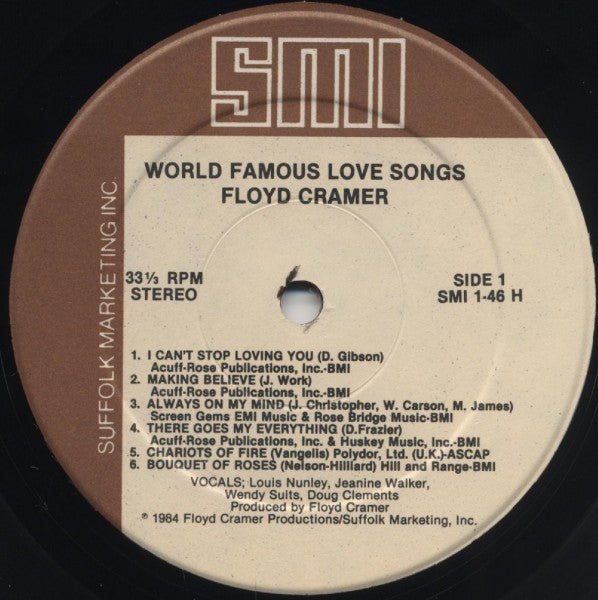 SMI
SUFFOLK MARKETING INC.
WORLD FAMOUS LOVE SONGS
FLOYD CRAMER
33⅓ RPM
STEREO
SIDE 1
SMI 1-46 H
1. I CAN'T STOP LOVING YOU (D. Gibson)
Acuff-Rose Publications, Inc.-BMI
2. MAKING BELIEVE (J. Work)
Acuff-Rose Publications, Inc.-BMI
3. ALWAYS ON MY MIND (J. Christopher, W. Carson, M. James)
Screen Gems EMI Music & Rose Bridge Music-BMI
4. THERE GOES MY EVERYTHING (D.Frazier)
Acuff-Rose Publications, Inc. & Huskey Music, Inc.-BMI
5. CHARIOTS OF FIRE (Vangelis) Polydor, Ltd. (U.K.)-ASCAP
6. BOUQUET OF ROSES (Nelson-Hilliard) Hill and Range-BMI
VOCALS; Louis Nunley, Jeanine Walker,
Wendy Suits, Doug Clements
Produced by Floyd Cramer
℗ 1984 Floyd Cramer Productions/Suffolk Marketing, Inc.